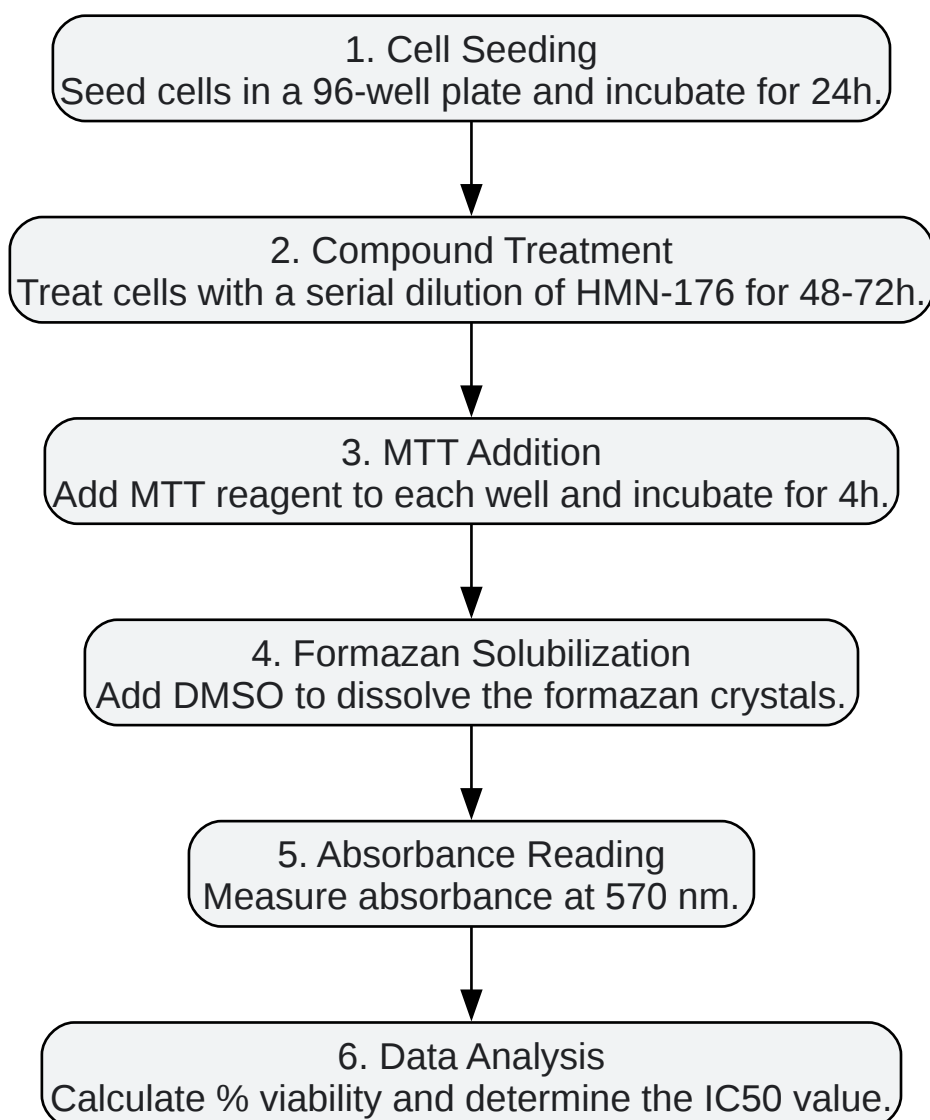 1. Cell Seeding
Seed cells in a 96-well plate and incubate for 24h.
2. Compound Treatment
Treat cells with a serial dilution of HMN-176 for 48-72h.
3. MTT Addition
Add MTT reagent to each well and incubate for 4h.
4. Formazan Solubilization
Add DMSO to dissolve the formazan crystals.
5. Absorbance Reading
Measure absorbance at 570 nm.
6. Data Analysis
Calculate % viability and determine the IC50 value.